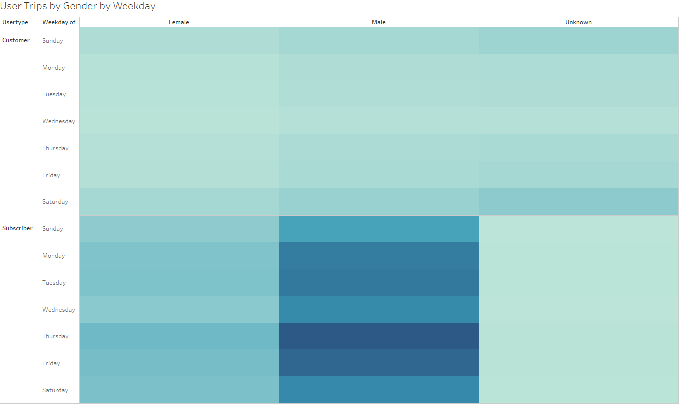 User Trips by Gender by Weekday
Usertype Weekday of Female Male Unknown
Customer Sunday
Monday
Tuesday
Wednesday
Thursday
Friday
Saturday
Subscriber Sunday
Monday
Tuesday
Wednesday
Thursday
Friday
Saturday